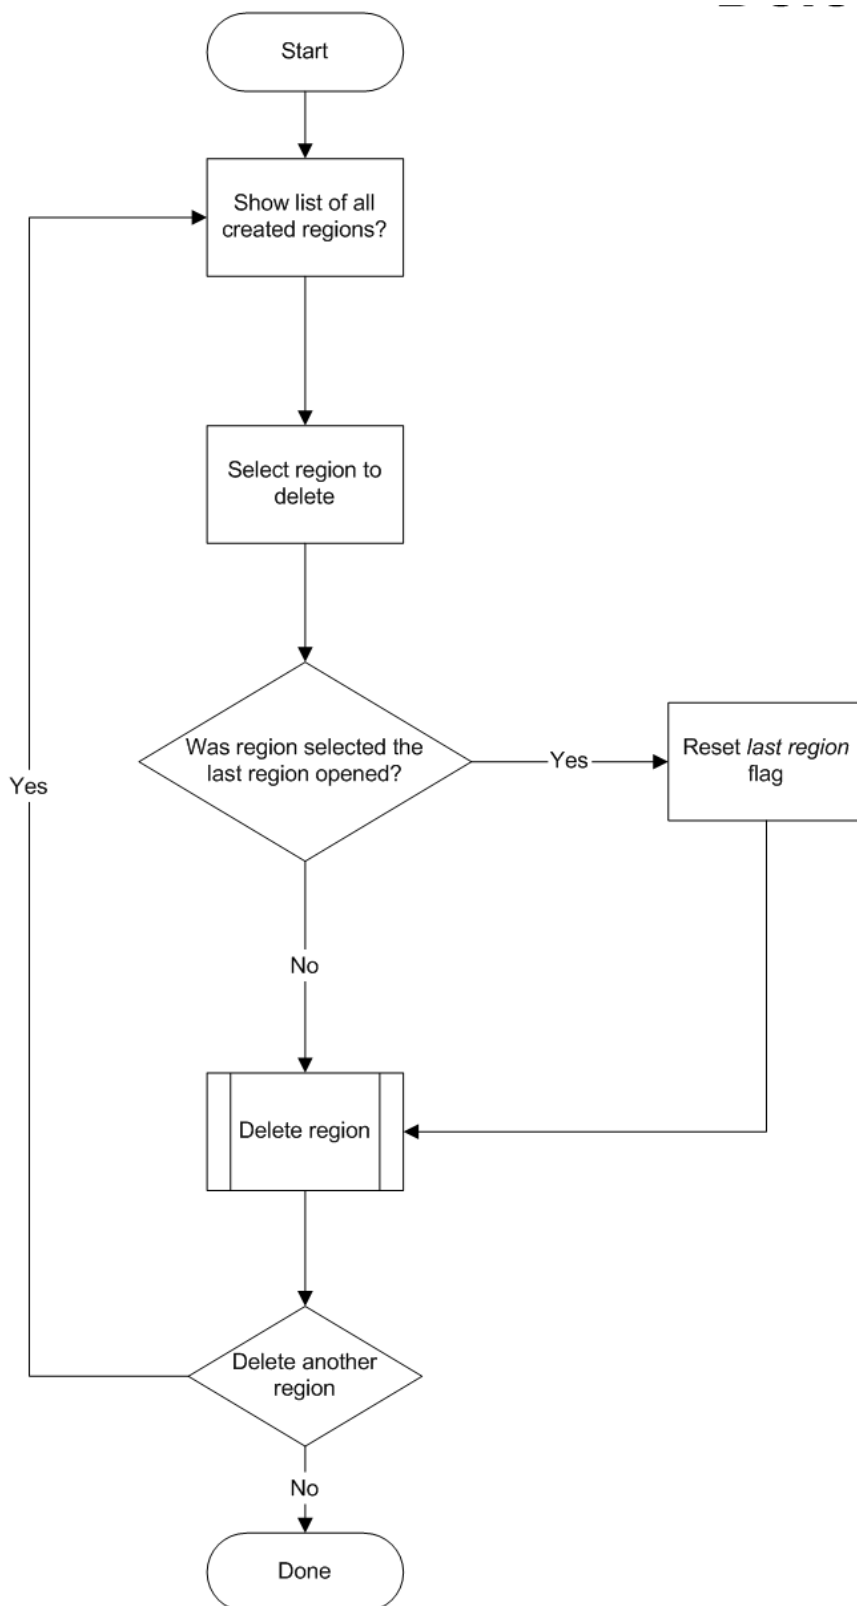 Start
Show list of all
created regions?
Select region to
delete
Was region selected the
last region opened?
Yes
Reset last region
flag
Yes
No
Delete region
Delete another
region
No
Done